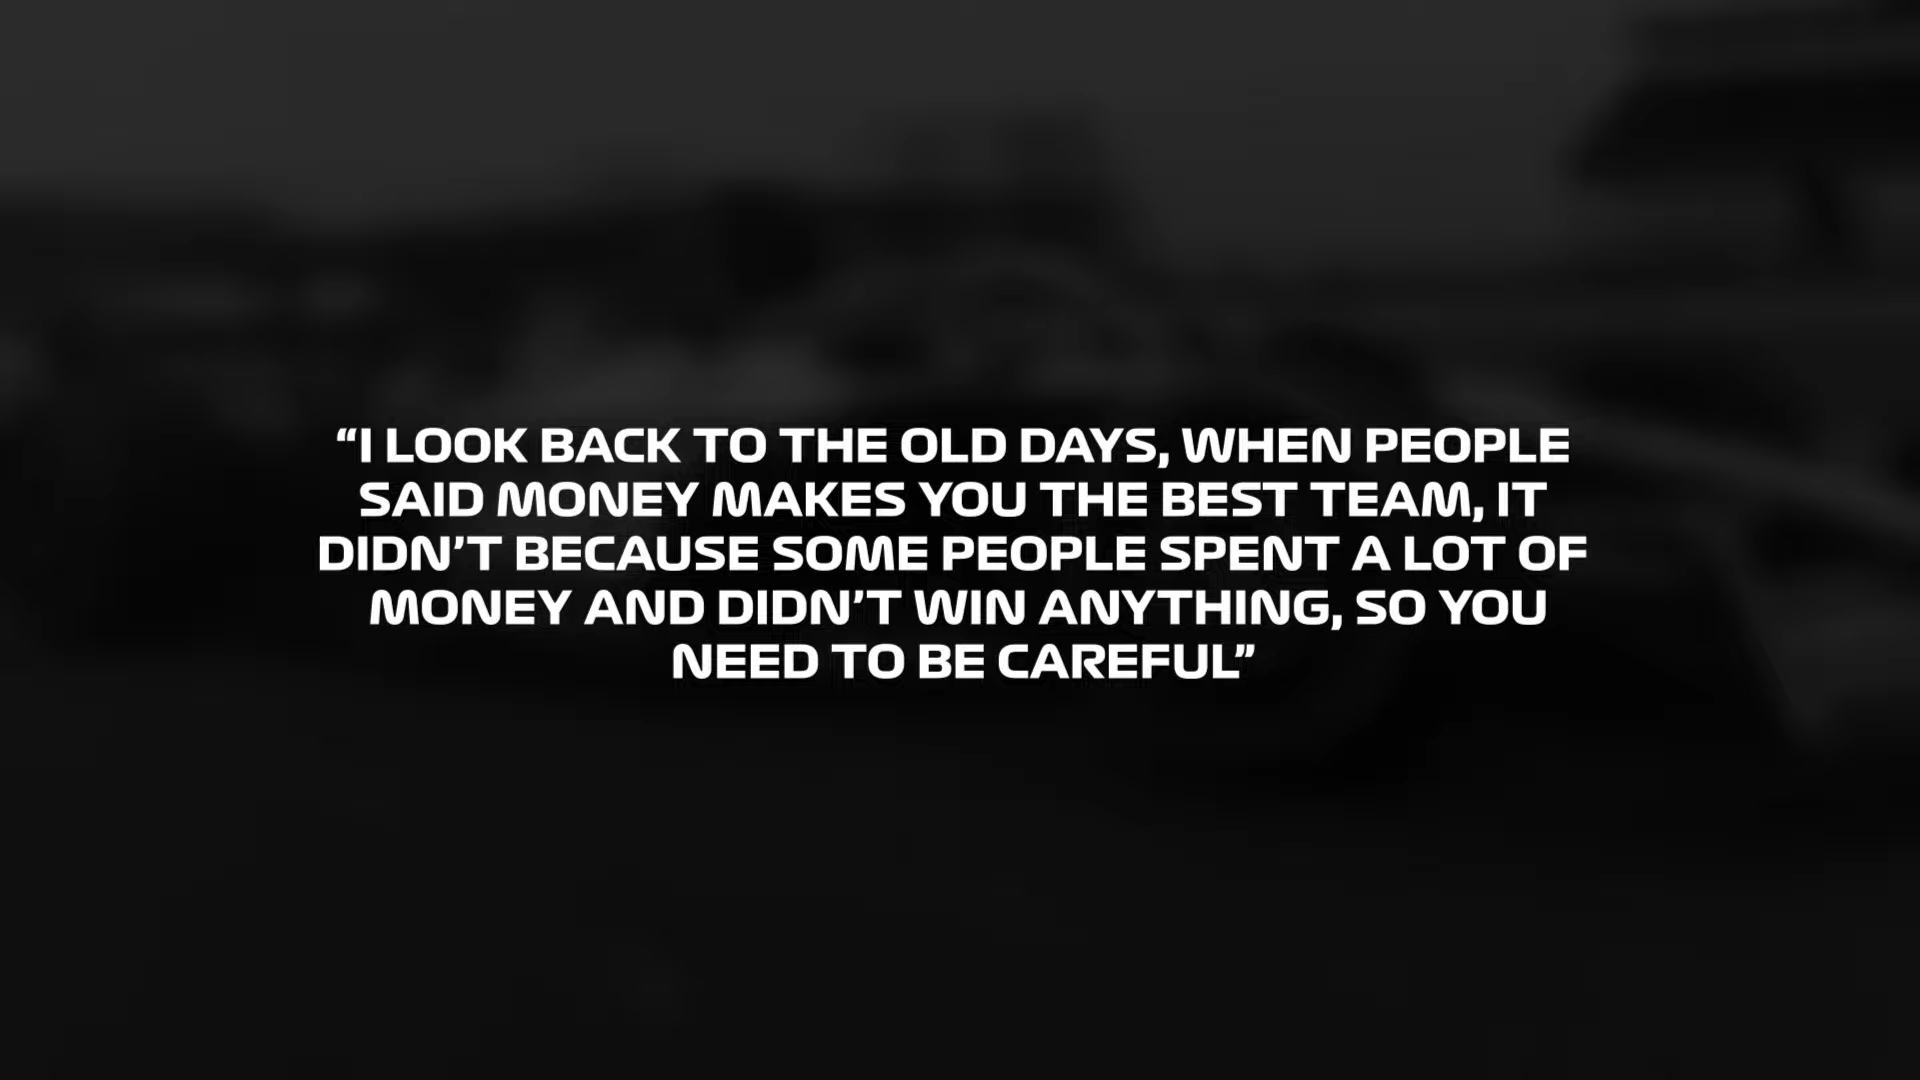 “I LOOK BACK TO THE OLD DAYS, WHEN PEOPLE
SAID MONEY MAKES YOU THE BEST TEAM, IT
DIDN’T BECAUSE SOME PEOPLE SPENT A LOT OF
MONEY AND DIDN’T WIN ANYTHING, SO YOU
NEED TO BE CAREFUL”